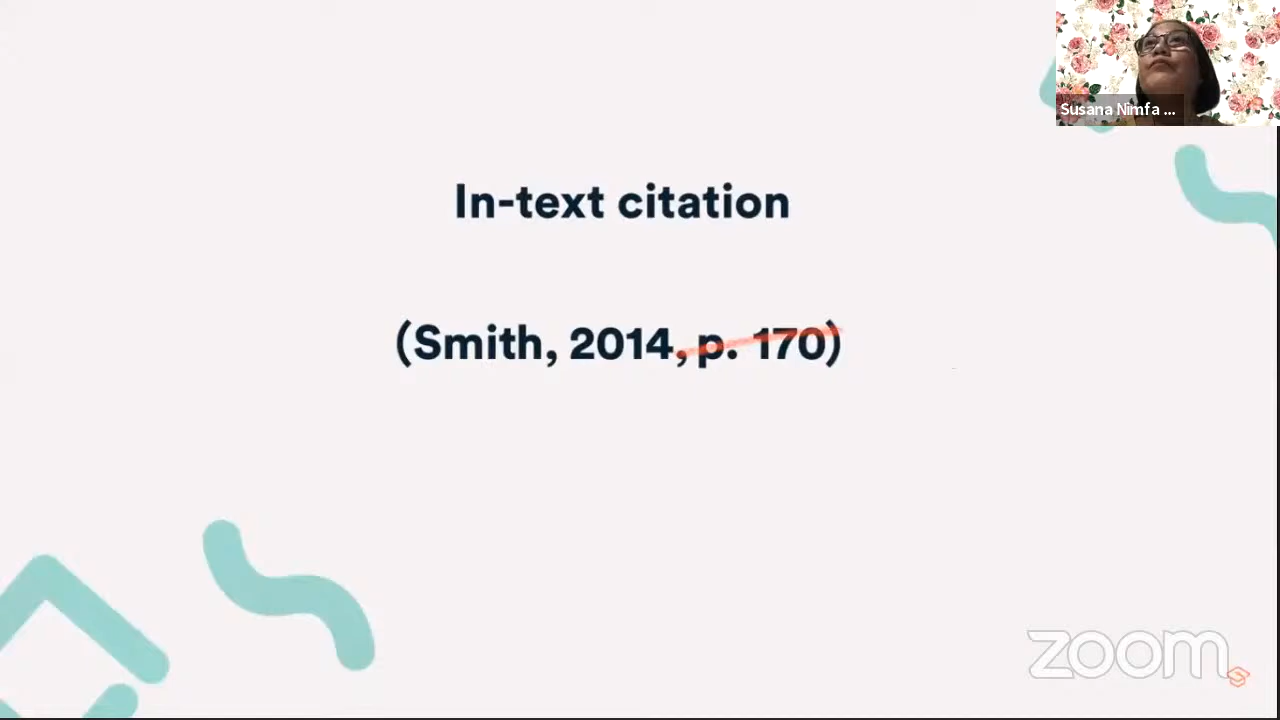 Susana Nimfa ...
In-text citation
(Smith, 2014, p. 170)
zoom